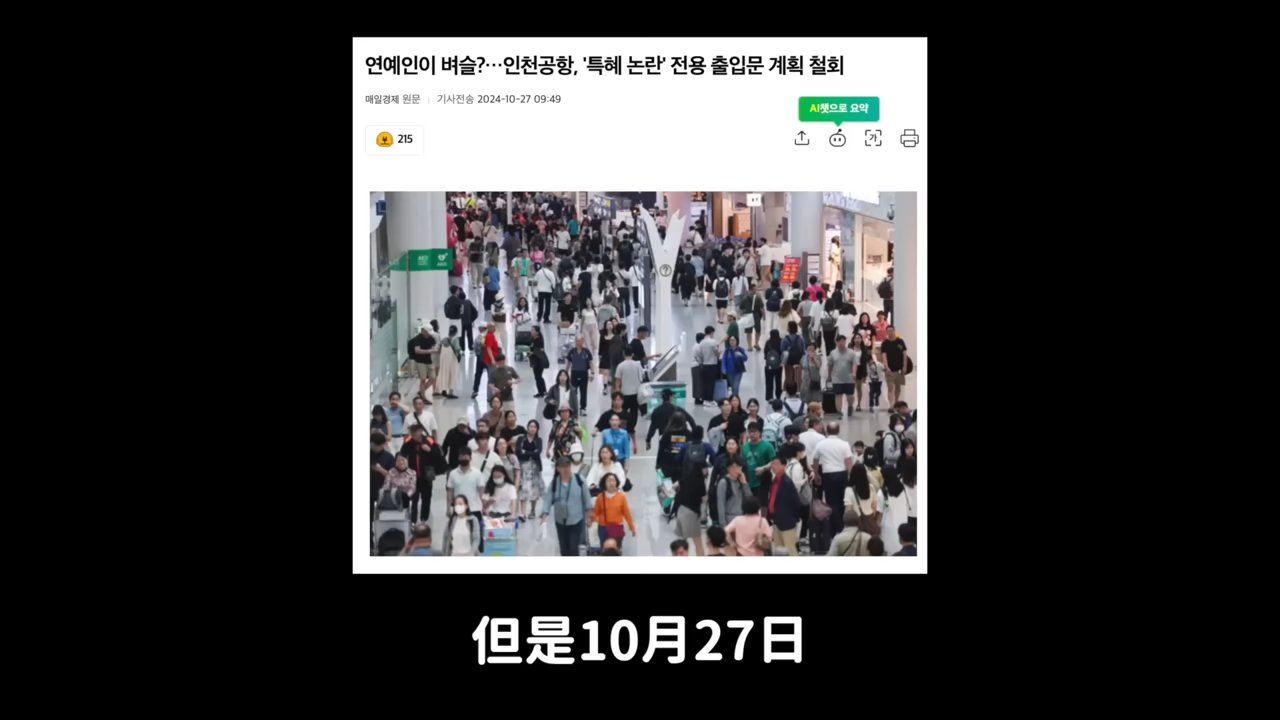 연예인이 벼슬?…인천공항, '특혜 논란' 전용 출입문 계획 철회
매일경제 원문 | 기사전송 2024-10-27 09:49
AI챗으로 요약
215
가
AED
但是10月27日